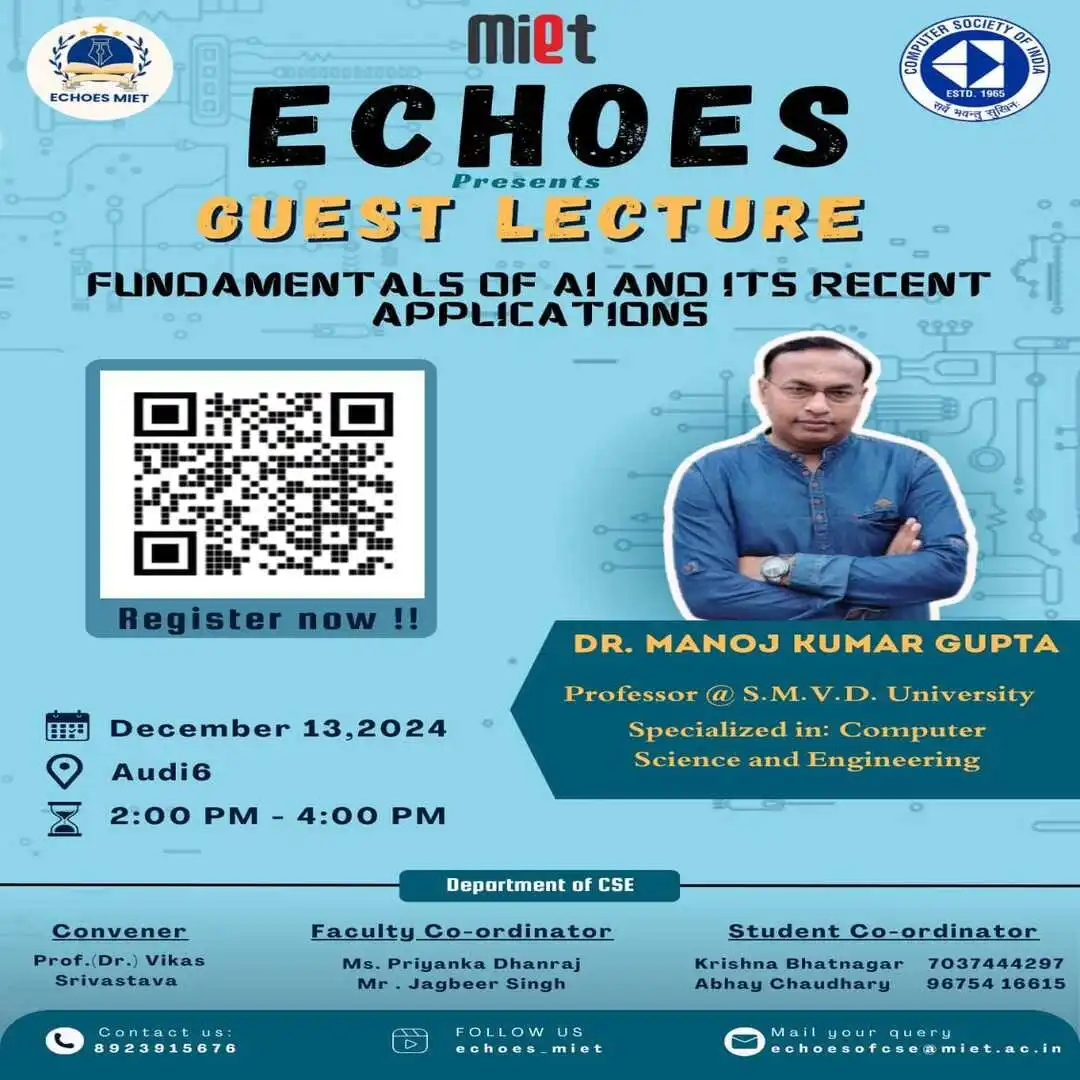 miet
ECHOES MIET
COMPUTER SOCIETY OF INDIA
ESTD. 1965
सर्वे भवन्तु सुखिनः
ECHOES
Presents
GUEST LECTURE
FUNDAMENTALS OF AI AND ITS RECENT
APPLICATIONS
Register now !!
DR. MANOJ KUMAR GUPTA
Professor @ S.M.V.D. University
Specialized in: Computer
Science and Engineering
December 13,2024
Audi6
2:00 PM - 4:00 PM
Department of CSE
Convener
Prof.(Dr.) Vikas
Srivastava
Faculty Co-ordinator
Ms. Priyanka Dhanraj
Mr . Jagbeer Singh
Student Co-ordinator
Krishna Bhatnagar 7037444297
Abhay Chaudhary 96754 16615
Contact us:
8923915676
FOLLOW US
echoes_miet
Mail your query
echoesofcse@miet.ac.in